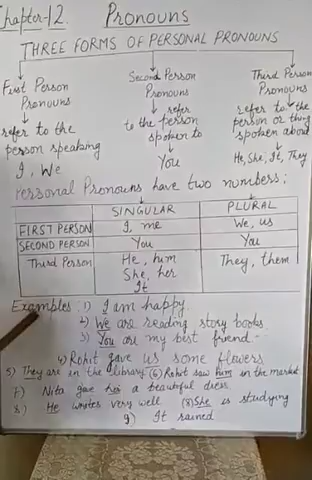 Chapter-12. Pronouns
THREE FORMS OF PERSONAL PRONOUNS
First Person Pronouns
refer to the person speaking
I, We
Second Person Pronouns
refer to the person spoken to
You
Third Person Pronouns
refer to the person or thing spoken about
He, She, It, They
Personal Pronouns have two numbers:
SINGULAR PLURAL
FIRST PERSON I, me We, us
SECOND PERSON You You
Third Person He, him She, her It They, them
Examples 1) I am happy.
2) We are reading story books.
3) You are my best friend.
4) Rohit gave us some flowers
5) They are in the library (6) Rohit saw him in the market
7) Nita gave her a beautiful dress
8) He writes very well (8) She is studying
9) It rained